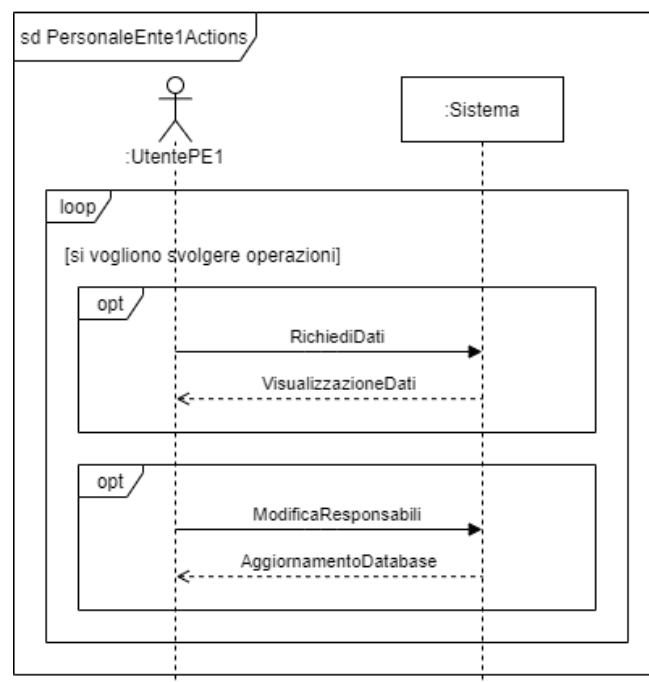 sd PersonaleEnte1Actions
:UtentePE1
:Sistema
loop
[si vogliono svolgere operazioni]
opt
RichiediDati
VisualizzazioneDati
opt
ModificaResponsabili
AggiornamentoDatabase